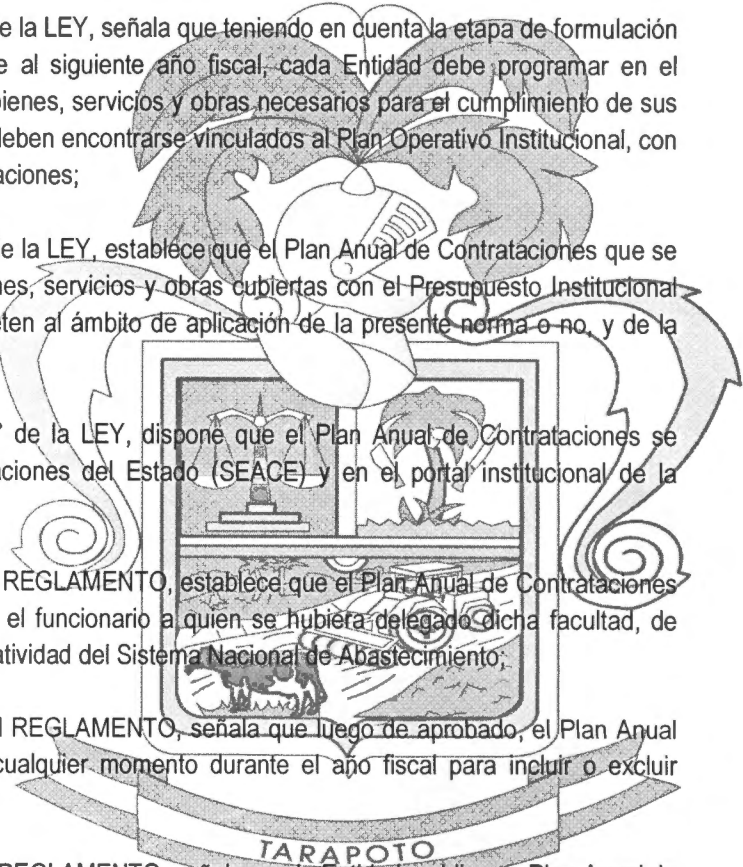 e la LEY, señala que teniendo en cuenta la etapa de formulación
e al siguiente año fiscal, cada Entidad debe programar en el
bienes, servicios y obras necesarios para el cumplimiento de sus
deben encontrarse vinculados al Plan Operativo Institucional, con
aciones;
e la LEY, establece que el Plan Anual de Contrataciones que se
nes, servicios y obras cubiertas con el Presupuesto Institucional
eten al ámbito de aplicación de la presente norma o no, y de la
de la LEY, dispone que el Plan Anual de Contrataciones se
aciones del Estado (SEACE) y en el portal institucional de la
REGLAMENTO, establece que el Plan Anual de Contrataciones
el funcionario a quien se hubiera delegado dicha facultad, de
atividad del Sistema Nacional de Abastecimiento;
l REGLAMENTO, señala que luego de aprobado, el Plan Anual
cualquier momento durante el año fiscal para incluir o excluir
TARAPOTO